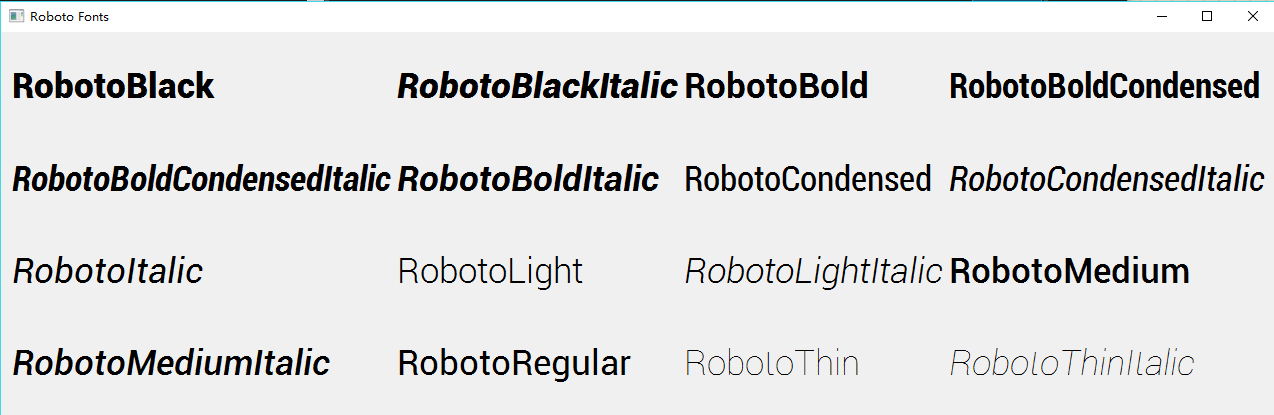 Roboto Fonts
RobotoBlack RobotoBlackItalic RobotoBold RobotoBoldCondensed
RobotoBoldCondensedItalic RobotoBoldItalic RobotoCondensed RobotoCondensedItalic
RobotoItalic RobotoLight RobotoLightItalic RobotoMedium
RobotoMediumItalic RobotoRegular RobotoThin RobotoThinItalic